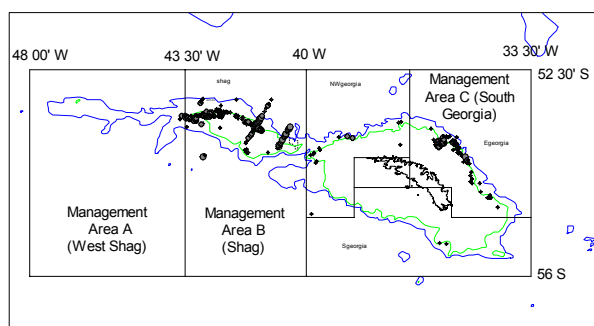 48 00' W
43 30' W
40 W
33 30' W
52 30' S
shag
NWgeorgia
Management
Area C (South
Georgia)
Egeorgia
Management
Area A
(West Shag)
Management
Area B
(Shag)
Sgeorgia
56 S